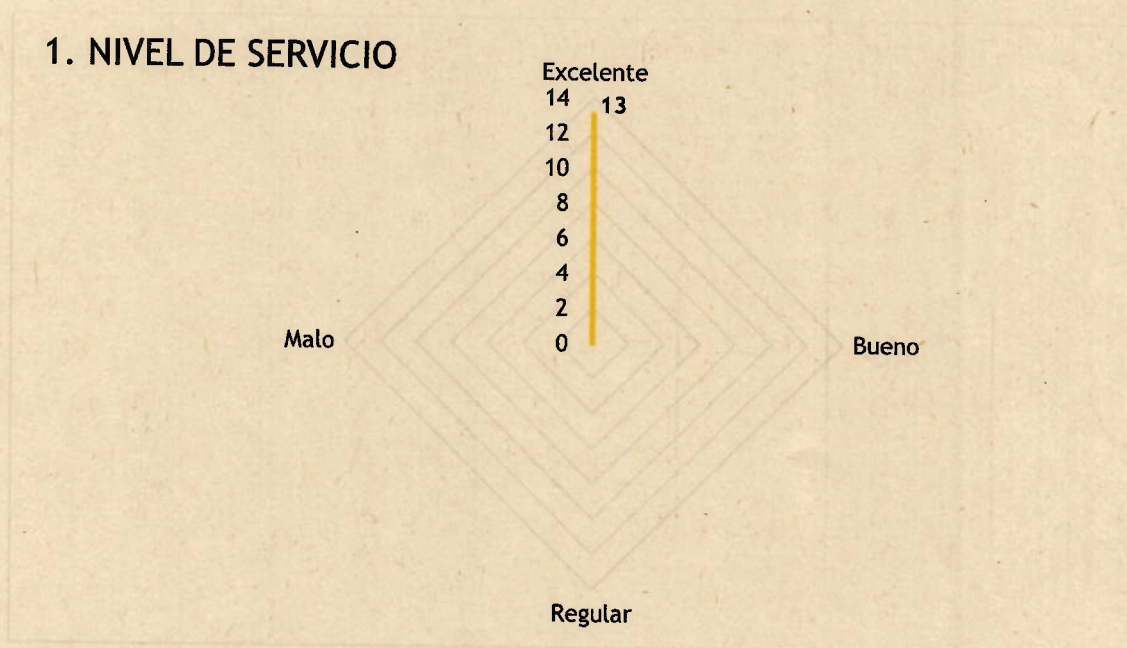 1. NIVEL DE SERVICIO
Excelente
14
13
12
10
8
6
4
2
0
Malo
Bueno
Regular